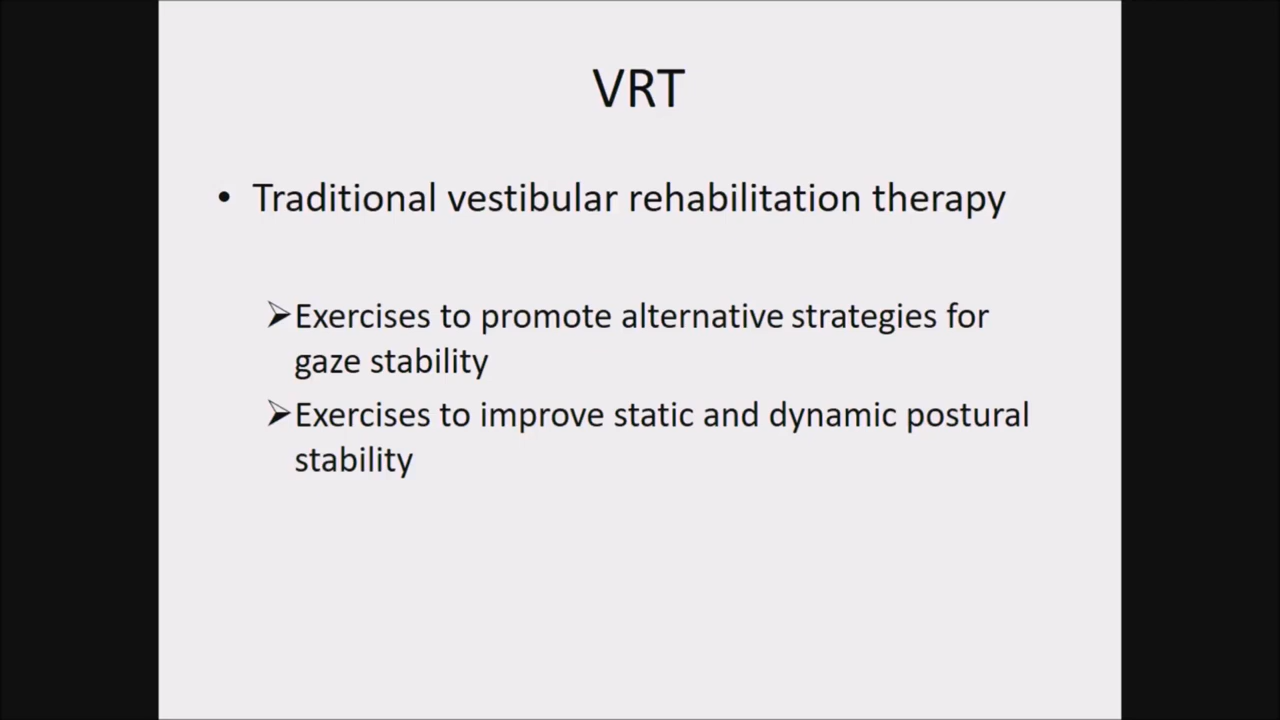 VRT
• Traditional vestibular rehabilitation therapy
➢Exercises to promote alternative strategies for
gaze stability
➢Exercises to improve static and dynamic postural
stability